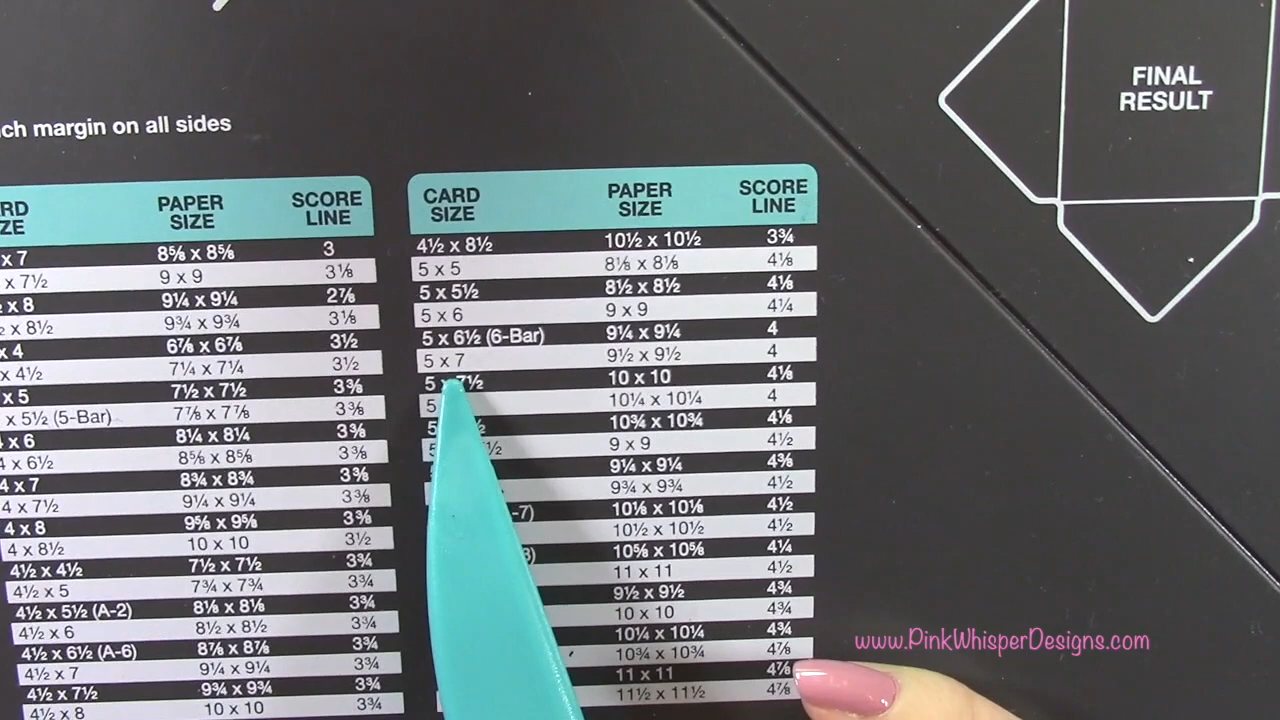 FINAL
RESULT
ch margin on all sides
PAPER SIZE SCORE LINE
x 7 8⅝ x 8⅝ 3
x 7½ 9 x 9 3⅛
x 8 9¼ x 9¼ 2⅞
x 8½ 9¾ x 9¾ 3⅛
x 4 6⅞ x 6⅞ 3½
x 4½ 7¼ x 7¼ 3½
x 5 7½ x 7½ 3⅜
x 5½ (5-Bar) 7⅞ x 7⅞ 3⅜
x 6 8¼ x 8¼ 3⅜
4 x 6½ 8⅝ x 8⅝ 3⅜
4 x 7 8¾ x 8¾ 3⅜
4 x 7½ 9¼ x 9¼ 3⅜
4 x 8 9⅝ x 9⅝ 3⅜
4 x 8½ 10 x 10 3½
4½ x 4½ 7½ x 7½ 3¾
4½ x 5 7¾ x 7¾ 3¾
4½ x 5½ (A-2) 8⅛ x 8⅛ 3¾
4½ x 6 8½ x 8½ 3¾
4½ x 6½ (A-6) 8⅞ x 8⅞ 3¾
4½ x 7 9¼ x 9¼ 3¾
4½ x 7½ 9¾ x 9¾ 3¾
4½ x 8 10 x 10 3¾
CARD SIZE PAPER SIZE SCORE LINE
4½ x 8½ 10½ x 10½ 3¾
5 x 5 8⅛ x 8⅛ 4⅛
5 x 5½ 8½ x 8½ 4⅛
5 x 6 9 x 9 4¼
5 x 6½ (6-Bar) 9¼ x 9¼ 4
5 x 7 9½ x 9½ 4
5 x 7½ 10 x 10 4⅛
5 10¼ x 10¼ 4
10¾ x 10¾ 4⅛
9 x 9 4½
9¼ x 9¼ 4⅜
9¾ x 9¾ 4½
-7) 10⅛ x 10⅛ 4½
10½ x 10½ 4½
10⅝ x 10⅝ 4¼
11 x 11 4½
9½ x 9½ 4¾
10 x 10 4¾
10¼ x 10¼ 4¾
10¾ x 10¾ 4⅞
11 x 11 4⅞
11½ x 11½ 4⅞
www.PinkWhisperDesigns.com